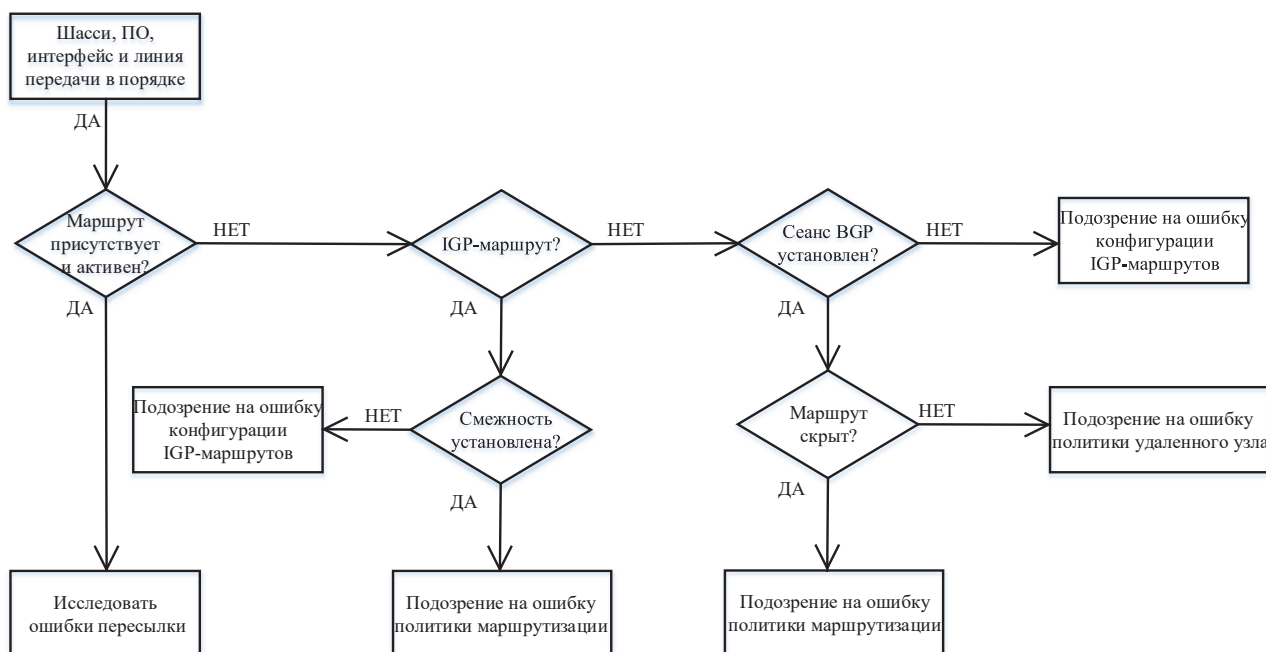 Шасси, ПО,
интерфейс и линия
передачи в порядке
ДА
Маршрут
присутствует
и активен?
НЕТ
IGP-маршрут?
НЕТ
Сеанс BGP
установлен?
НЕТ
Подозрение на ошибку
конфигурации
IGP-маршрутов
ДА
ДА
ДА
Подозрение на ошибку
конфигурации
IGP-маршрутов
НЕТ
Смежность
установлена?
Маршрут
скрыт?
НЕТ
Подозрение на ошибку
политики удаленного узла
ДА
ДА
Исследовать
ошибки пересылки
Подозрение на ошибку
политики маршрутизации
Подозрение на ошибку
политики маршрутизации